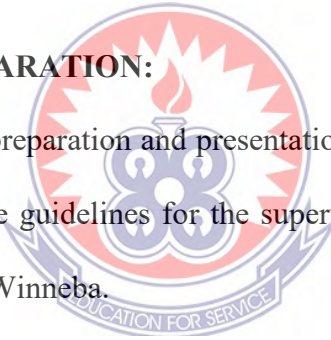 ARATION:
preparation and presentatio
e guidelines for the super
Winneba.
EDUCATION FOR SERVICE